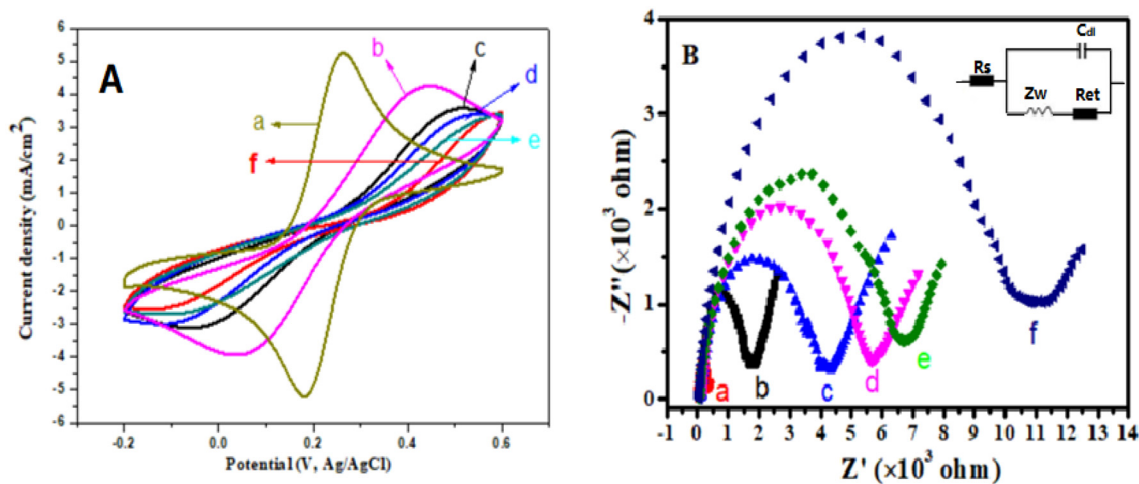 A
6
5
4
3
2
1
0
-1
-2
-3
-4
-5
-6
-0.2
0.0
0.2
0.4
0.6
Current density (mA/cm²)
Potential (V, Ag/AgCl)
a
b
c
d
e
f
B
4
3
2
1
0
-1
0
1
2
3
4
5
6
7
8
9
10
11
12
13
14
-Z''(×10³ ohm)
Z' (×10³ ohm)
a
b
c
d
e
f
Rs
Cdl
Zw
Ret